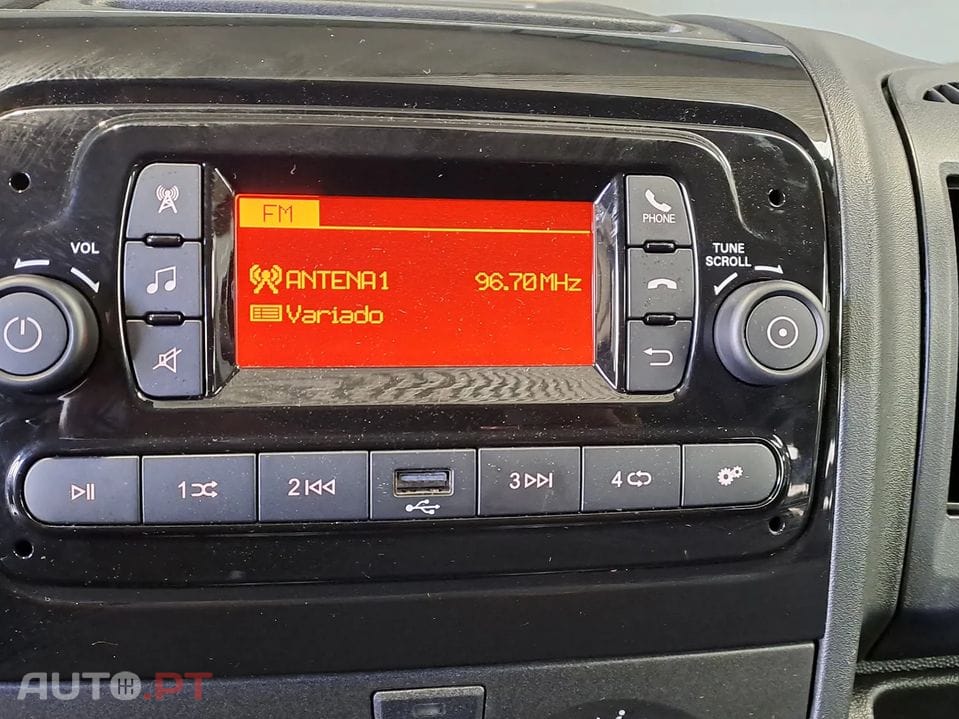 FM
VOL
PHONE
TUNE
SCROLL
ANTENA1 96.70MHz
Variado
1
2
3
4
AUTO.PT